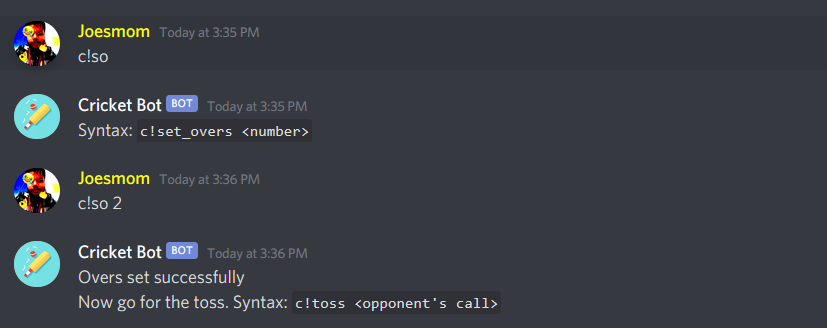 Joesmom Today at 3:35 PM
c!so
Cricket Bot BOT Today at 3:35 PM
Syntax: c!set_overs <number>
Joesmom Today at 3:36 PM
c!so 2
Cricket Bot BOT Today at 3:36 PM
Overs set successfully
Now go for the toss. Syntax: c!toss <opponent's call>